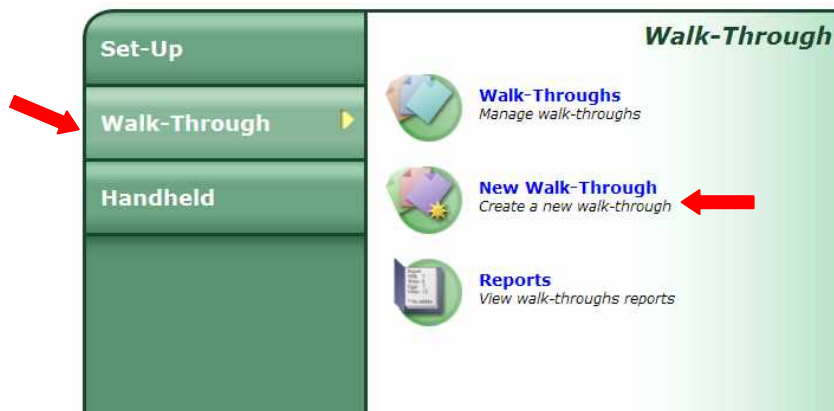 Walk-Through
Set-Up
Walk-Through
Handheld
Walk-Throughs
Manage walk-throughs
New Walk-Through
Create a new walk-through
Reports
View walk-throughs reports